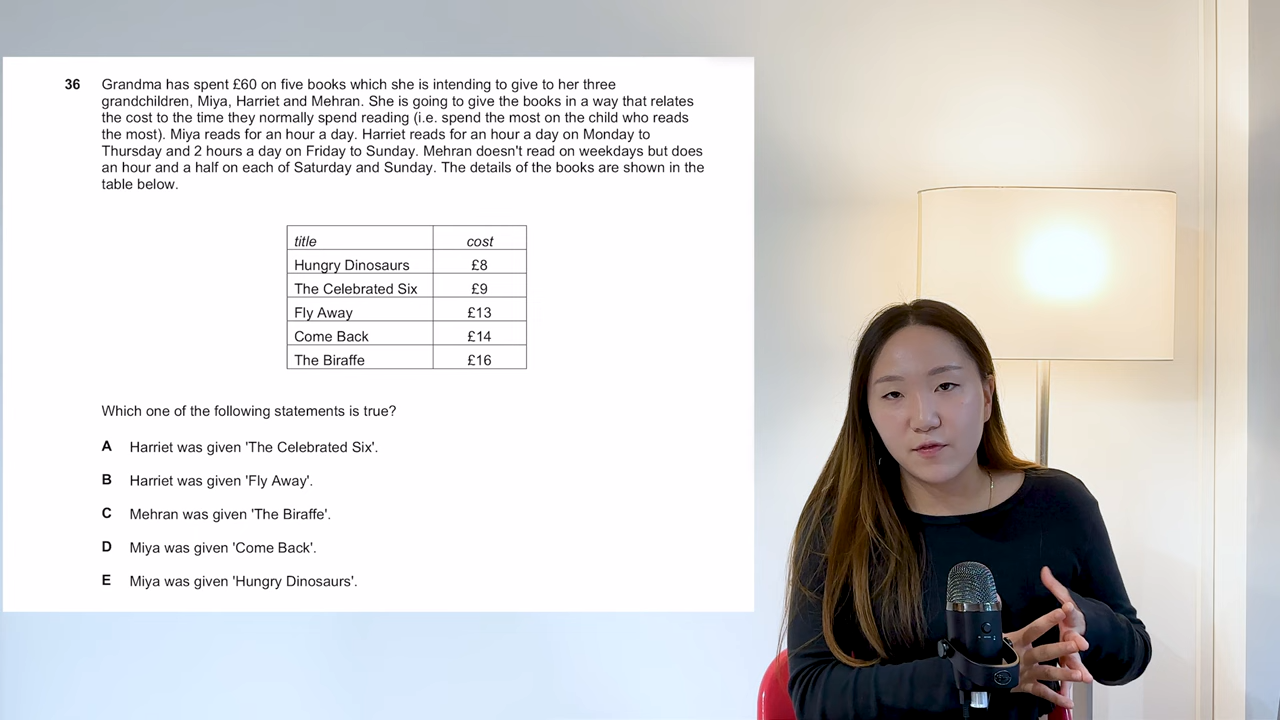 36 Grandma has spent £60 on five books which she is intending to give to her three
grandchildren, Miya, Harriet and Mehran. She is going to give the books in a way that relates
the cost to the time they normally spend reading (i.e. spend the most on the child who reads
the most). Miya reads for an hour a day. Harriet reads for an hour a day on Monday to
Thursday and 2 hours a day on Friday to Sunday. Mehran doesn't read on weekdays but does
an hour and a half on each of Saturday and Sunday. The details of the books are shown in the
table below.
title cost
Hungry Dinosaurs £8
The Celebrated Six £9
Fly Away £13
Come Back £14
The Biraffe £16
Which one of the following statements is true?
A Harriet was given 'The Celebrated Six'.
B Harriet was given 'Fly Away'.
C Mehran was given 'The Biraffe'.
D Miya was given 'Come Back'.
E Miya was given 'Hungry Dinosaurs'.